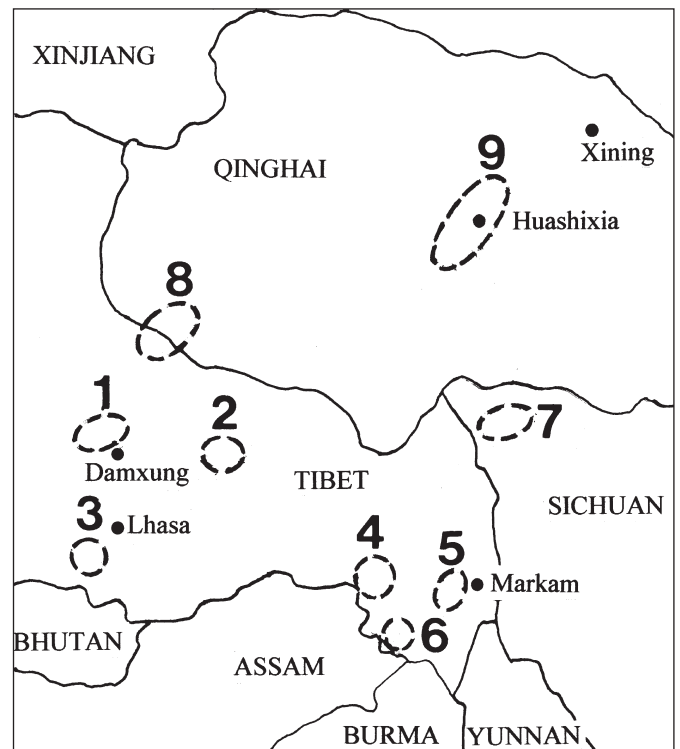 XINJIANG
9
Xining
QINGHAI
Huashixia
8
1
2
7
Damxung
TIBET
SICHUAN
3
Lhasa
4
5
Markam
6
BHUTAN
ASSAM
BURMA
YUNNAN